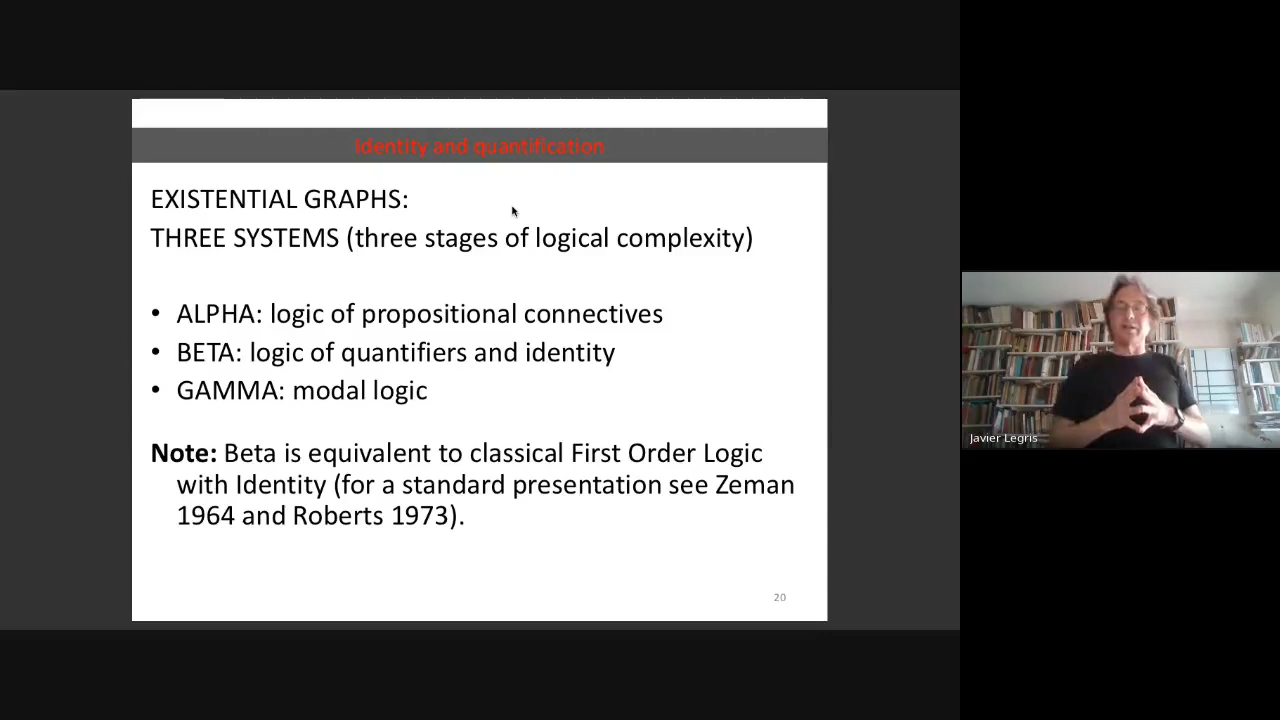 Identity and quantification
EXISTENTIAL GRAPHS:
THREE SYSTEMS (three stages of logical complexity)
• ALPHA: logic of propositional connectives
• BETA: logic of quantifiers and identity
• GAMMA: modal logic
Note: Beta is equivalent to classical First Order Logic
with Identity (for a standard presentation see Zeman
1964 and Roberts 1973).
20
Javier Legris